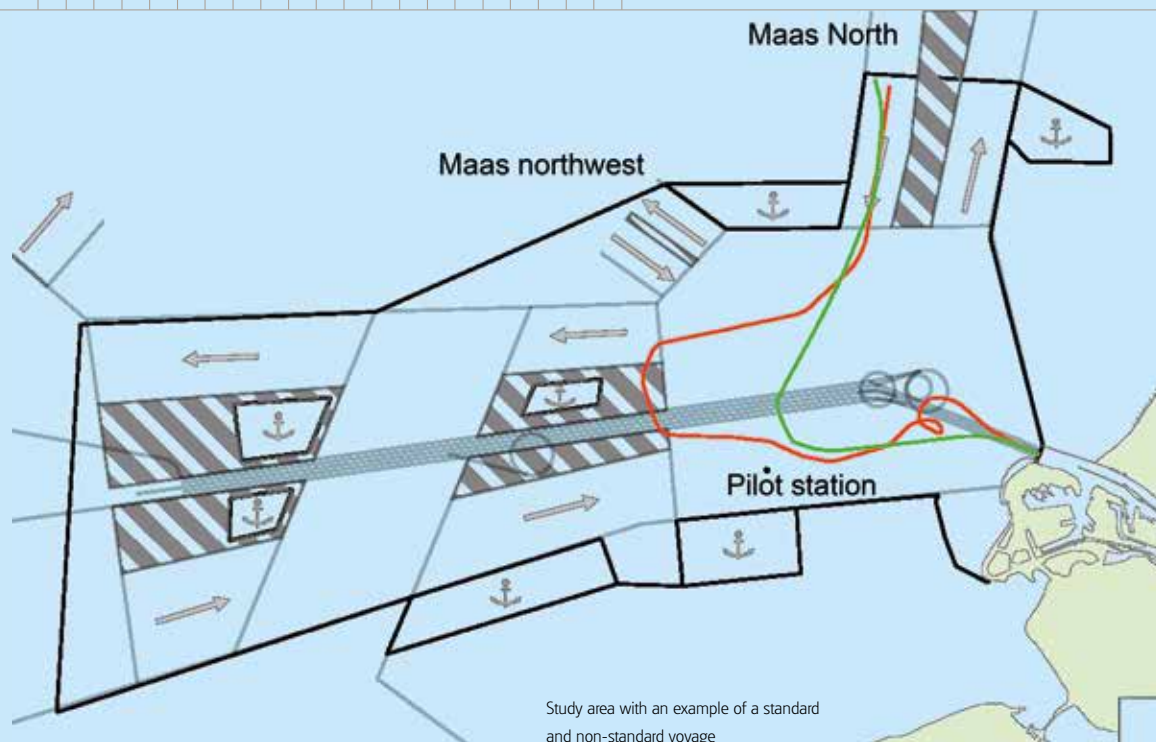 Maas North
Maas northwest
Pilot station
Study area with an example of a standard
and non-standard voyage